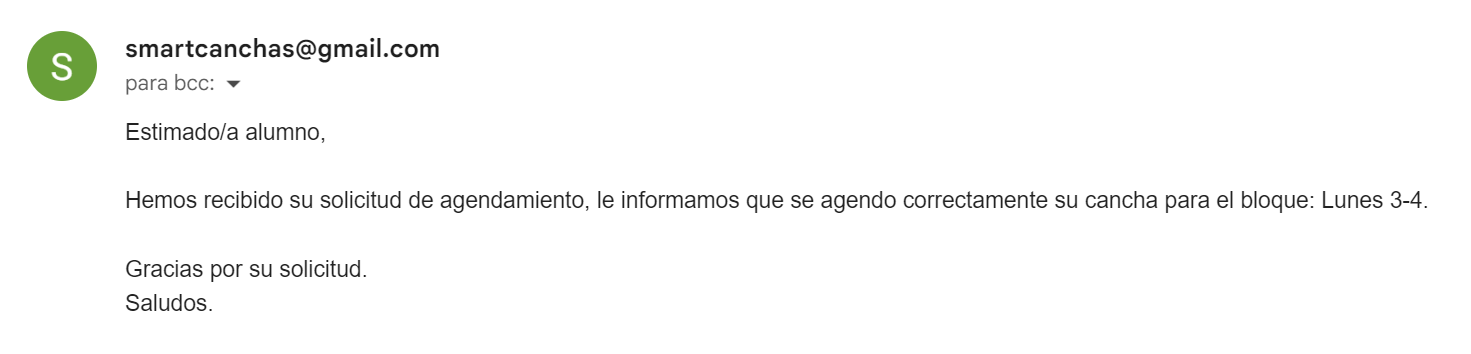 S
smartcanchas@gmail.com
para bcc:
Estimado/a alumno,
Hemos recibido su solicitud de agendamiento, le informamos que se agendo correctamente su cancha para el bloque: Lunes 3-4.
Gracias por su solicitud.
Saludos.